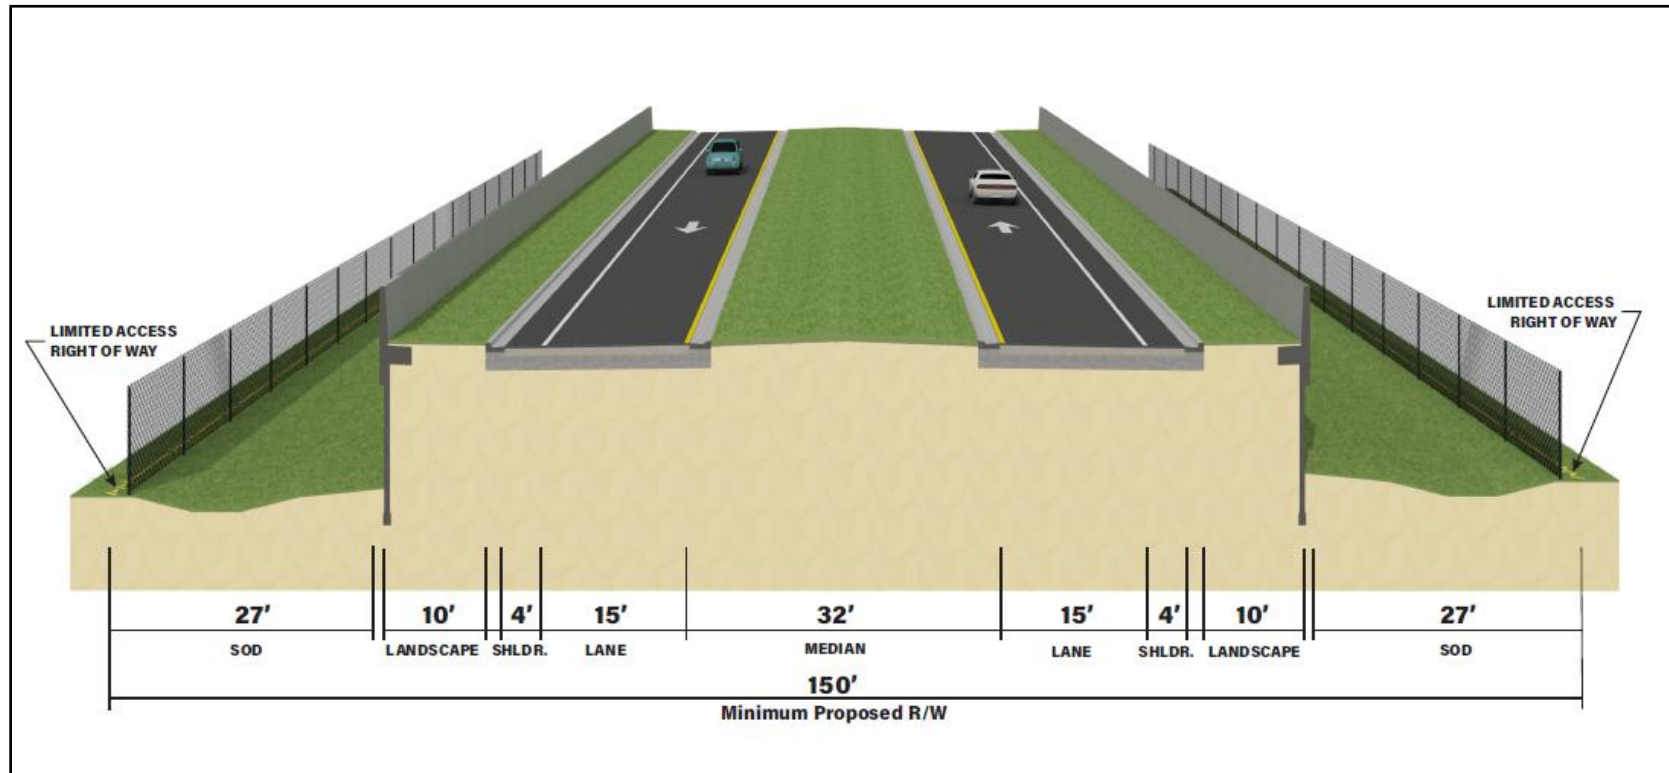 LIMITED ACCESS
RIGHT OF WAY
LIMITED ACCESS
RIGHT OF WAY
27' 10' 4' 15' 32' 15' 4' 10' 27'
SOD LANDSCAPE SHLDR. LANE MEDIAN LANE SHLDR. LANDSCAPE SOD
150'
Minimum Proposed R/W